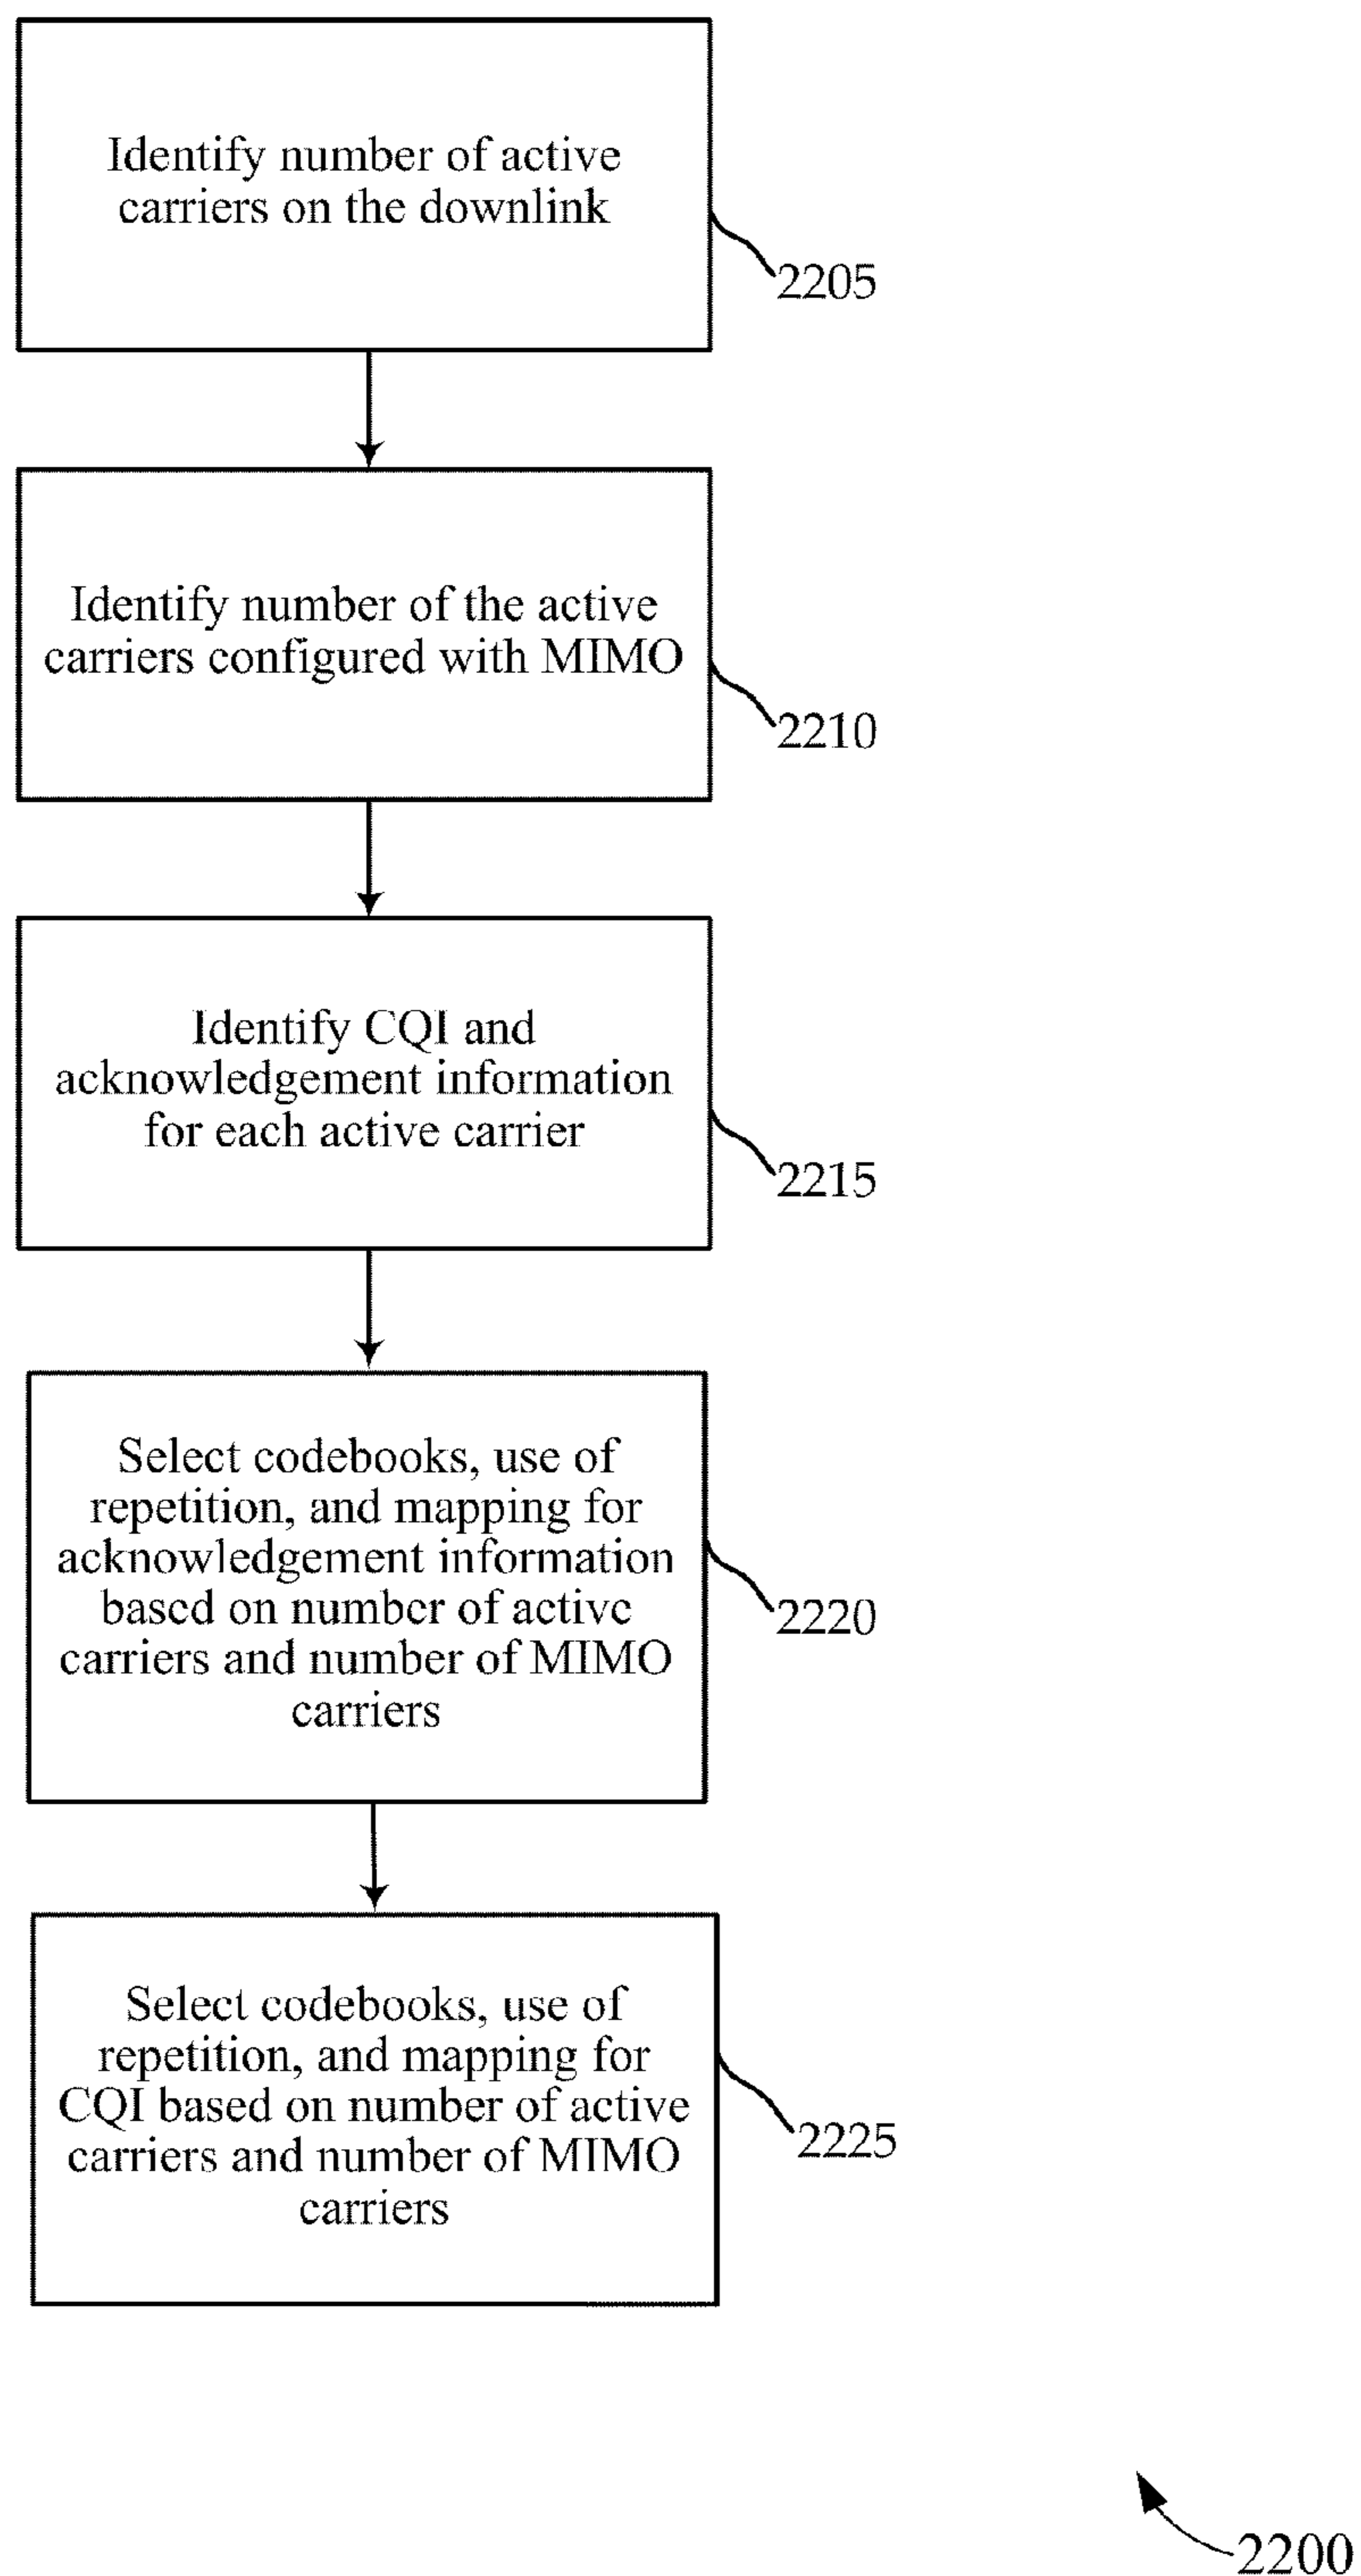 Identify number of active
carriers on the downlink
2205
Identify number of the active
carriers configured with MIMO
2210
Identify CQI and
acknowledgement information
for each active carrier
2215
Select codebooks, use of
repetition, and mapping for
acknowledgement information
based on number of active
carriers and number of MIMO
carriers
2220
Select codebooks, use of
repetition, and mapping for
CQI based on number of active
carriers and number of MIMO
carriers
2225
2200